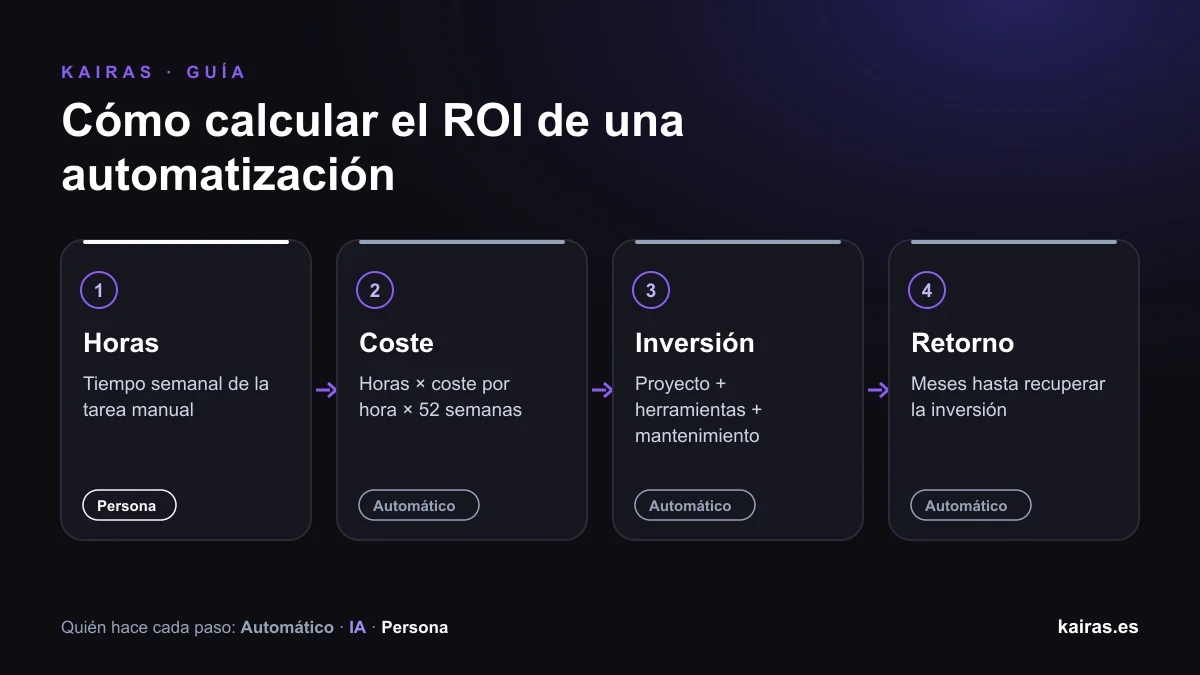 KAIRAS · GUÍA
Cómo calcular el ROI de una
automatización
1
Horas
Tiempo semanal de la
tarea manual
Persona
2
Coste
Horas × coste por
hora × 52 semanas
Automático
3
Inversión
Proyecto +
herramientas +
mantenimiento
Automático
4
Retorno
Meses hasta recuperar
la inversión
Automático
Quién hace cada paso: Automático · IA · Persona
kairas.es